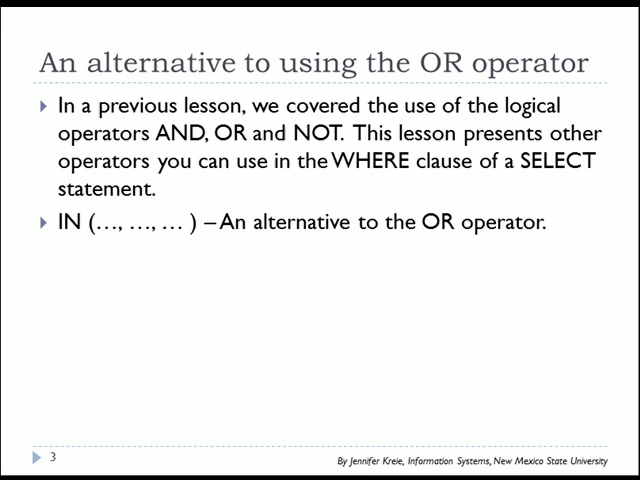 An alternative to using the OR operator
In a previous lesson, we covered the use of the logical
operators AND, OR and NOT. This lesson presents other
operators you can use in the WHERE clause of a SELECT
statement.
IN (…, …, … ) – An alternative to the OR operator.
3
By Jennifer Kreie, Information Systems, New Mexico State University